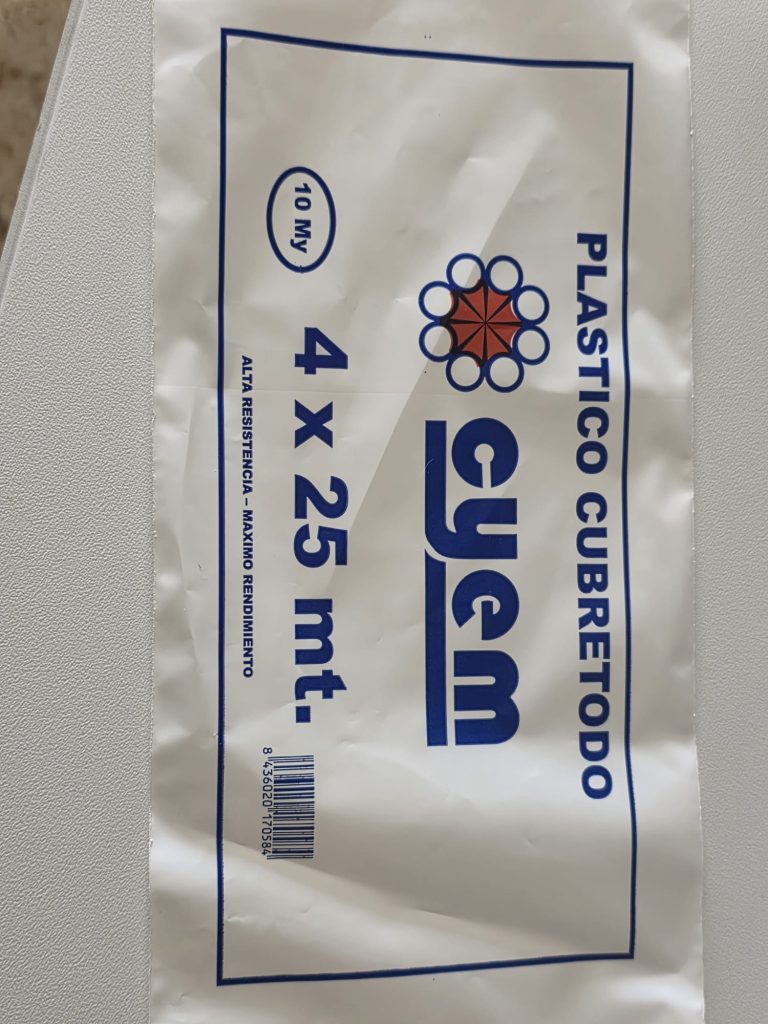 PLASTICO CUBRETODO
cyem
10 My
4 x 25 mt.
ALTA RESISTENCIA - MAXIMO RENDIMIENTO
8 436020 170584